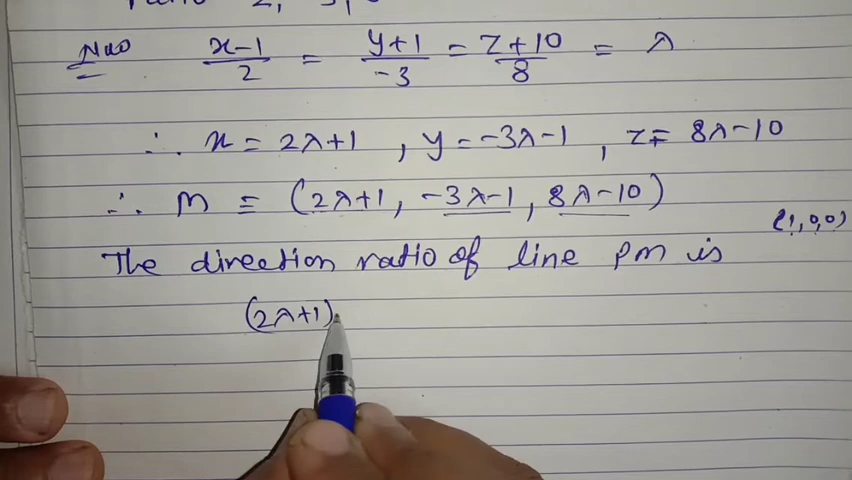 Now x-1/2 = y+1/-3 = z+10/8 = λ
∴ x = 2λ+1 , y = -3λ-1 , z = 8λ-10
∴ M ≡ (2λ+1, -3λ-1, 8λ-10)
(1,0,0)
The direction ratio of line PM is
(2λ+1)